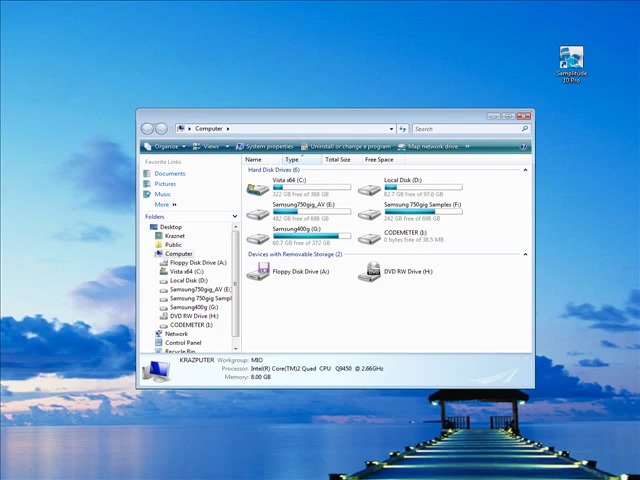 Samplitude
10 Pro
Computer
Search
Organize Views System properties Uninstall or change a program Map network drive »
Favorite Links
Documents
Pictures
Music
More »
Folders
Desktop
Kraznet
Public
Computer
Floppy Disk Drive (A:)
Vista x64 (C:)
Local Disk (D:)
Samsung750gig_AV (E:)
Samsung 750gig Sampl
Samsung400g (G:)
DVD RW Drive (H:)
CODEMETER (I:)
Network
Control Panel
Recycle Bin
Name Type Total Size Free Space
Hard Disk Drives (6)
Vista x64 (C:)
322 GB free of 368 GB
Local Disk (D:)
82.7 GB free of 97.6 GB
Samsung750gig_AV (E:)
482 GB free of 698 GB
Samsung 750gig Samples (F:)
242 GB free of 698 GB
Samsung400g (G:)
60.7 GB free of 372 GB
CODEMETER (I:)
0 bytes free of 38.5 MB
Devices with Removable Storage (2)
Floppy Disk Drive (A:)
DVD RW Drive (H:)
KRAZPUTER Workgroup: MIO
Processor: Intel(R) Core(TM)2 Quad CPU Q9450 @ 2.66GHz
Memory: 8.00 GB